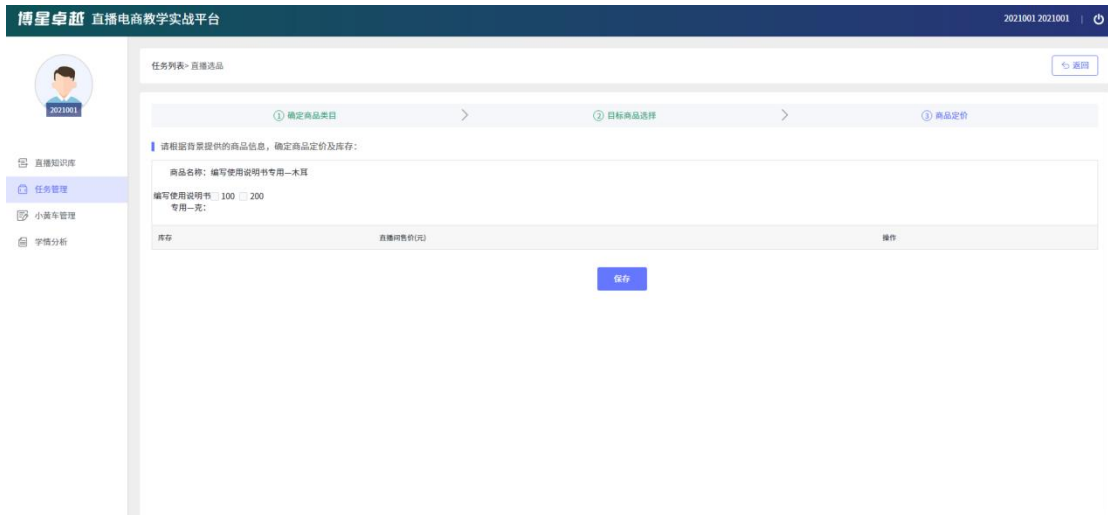 博星卓越 直播电商教学实战平台
2021001 2021001 |
任务列表> 直播选品
返回
2021001
① 确定商品类目
② 目标商品选择
③ 商品定价
请根据背景提供的商品信息，确定商品定价及库存：
直播知识库
任务管理
小黄车管理
学情分析
商品名称：编写使用说明书专用—木耳
编写使用说明书 100 200
专用—克：
库存 直播间售价(元) 操作
保存